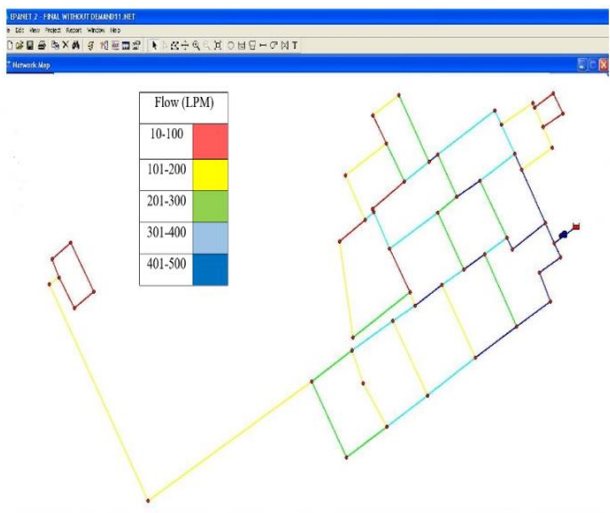 EPANET 2 - FINAL WITHOUT DEMAND11.NET
Edit View Project Report Window Help
Network Map
Flow (LPM)
10-100
101-200
201-300
301-400
401-500